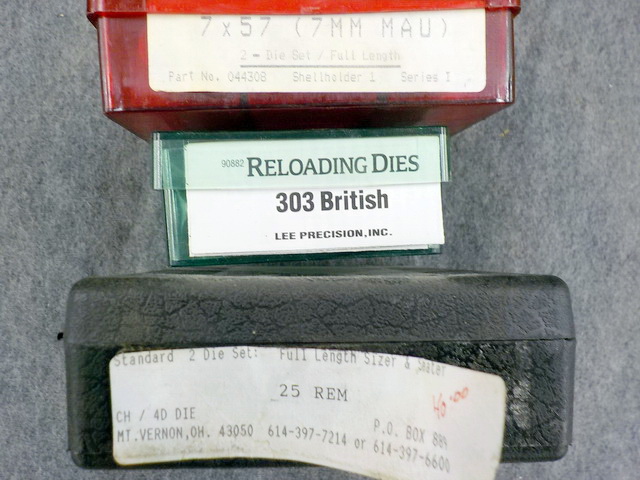 7 x 57 (7MM MAU)
2 - Die Set / Full Length
Part No. 044308 Shellholder 1 Series I
90882 RELOADING DIES
303 British
LEE PRECISION, INC.
Standard 2 Die Set: Full Length Sizer & Seater
25 REM
40.00
CH / 4D DIE P.O. BOX 889
MT.VERNON,OH. 43050 614-397-7214 or 614-397-6600